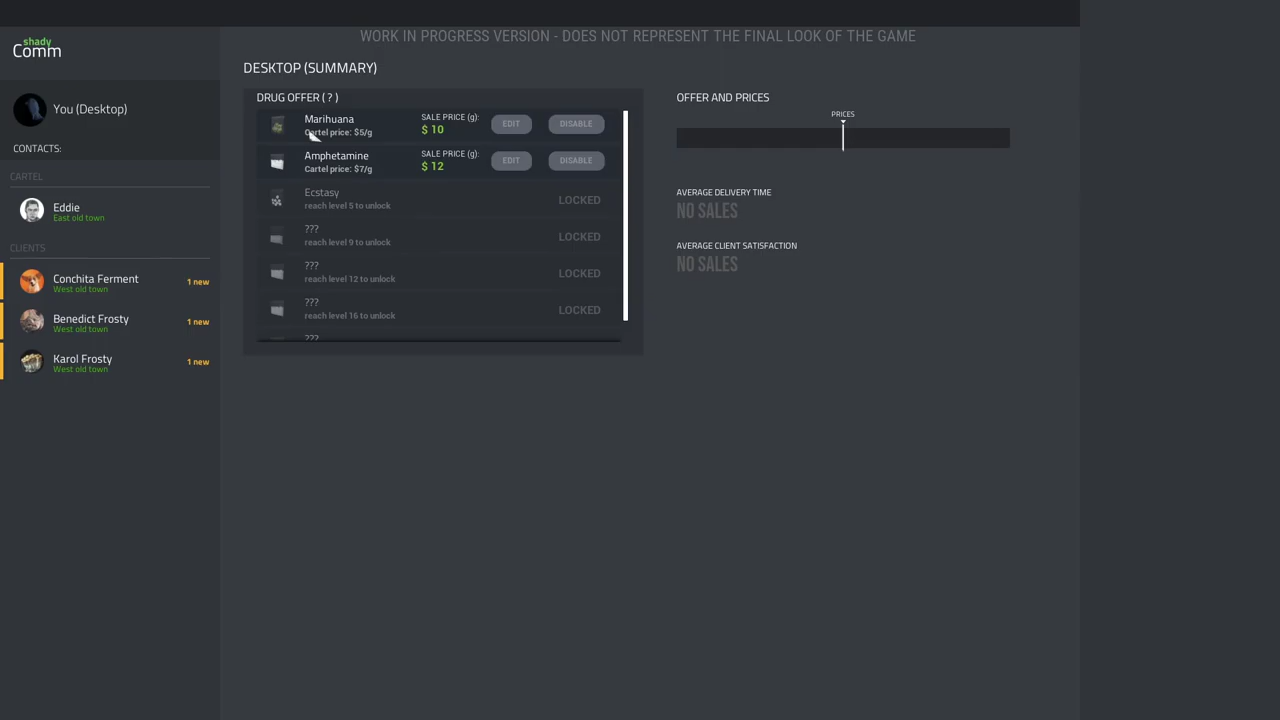 WORK IN PROGRESS VERSION - DOES NOT REPRESENT THE FINAL LOOK OF THE GAME
shady
Comm
You (Desktop)
CONTACTS:
CARTEL
Eddie
East old town
CLIENTS
Conchita Ferment
West old town
1 new
Benedict Frosty
West old town
1 new
Karol Frosty
West old town
1 new
DESKTOP (SUMMARY)
DRUG OFFER ( ? )
Marihuana
Cartel price: $5/g
SALE PRICE (g):
$ 10
EDIT
DISABLE
Amphetamine
Cartel price: $7/g
SALE PRICE (g):
$ 12
EDIT
DISABLE
Ecstasy
reach level 5 to unlock
LOCKED
???
reach level 9 to unlock
LOCKED
???
reach level 12 to unlock
LOCKED
???
reach level 16 to unlock
LOCKED
???
OFFER AND PRICES
PRICES
AVERAGE DELIVERY TIME
NO SALES
AVERAGE CLIENT SATISFACTION
NO SALES